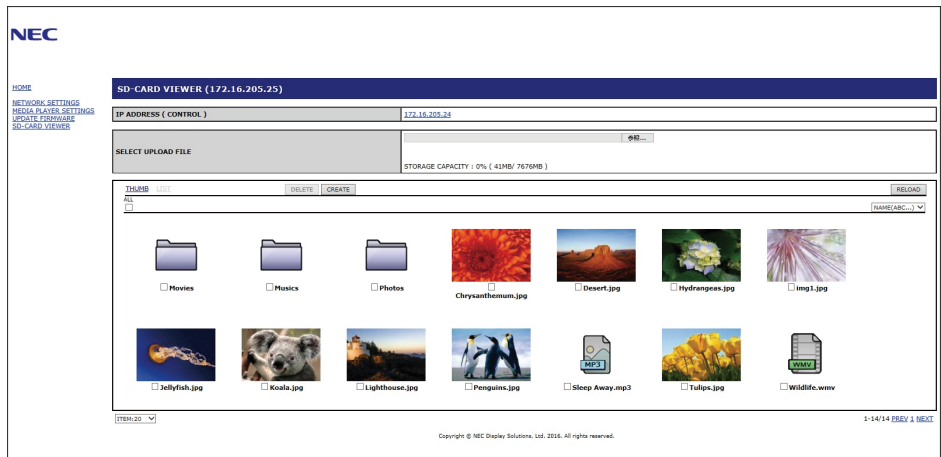 NEC
HOME
NETWORK SETTINGS
MEDIA PLAYER SETTINGS
UPDATE FIRMWARE
SD-CARD VIEWER
SD-CARD VIEWER (172.16.205.25)
IP ADDRESS ( CONTROL ) 172.16.205.24
SELECT UPLOAD FILE
参照...
STORAGE CAPACITY : 0% ( 41MB/ 7676MB )
THUMB LIST DELETE CREATE RELOAD
ALL
NAME(ABC...)
Movies Musics Photos Chrysanthemum.jpg Desert.jpg Hydrangeas.jpg img1.jpg
MP3 WMV
Jellyfish.jpg Koala.jpg Lighthouse.jpg Penguins.jpg Sleep Away.mp3 Tulips.jpg Wildlife.wmv
ITEM:20 1-14/14 PREV 1 NEXT
Copyright © NEC Display Solutions, Ltd. 2016. All rights reserved.